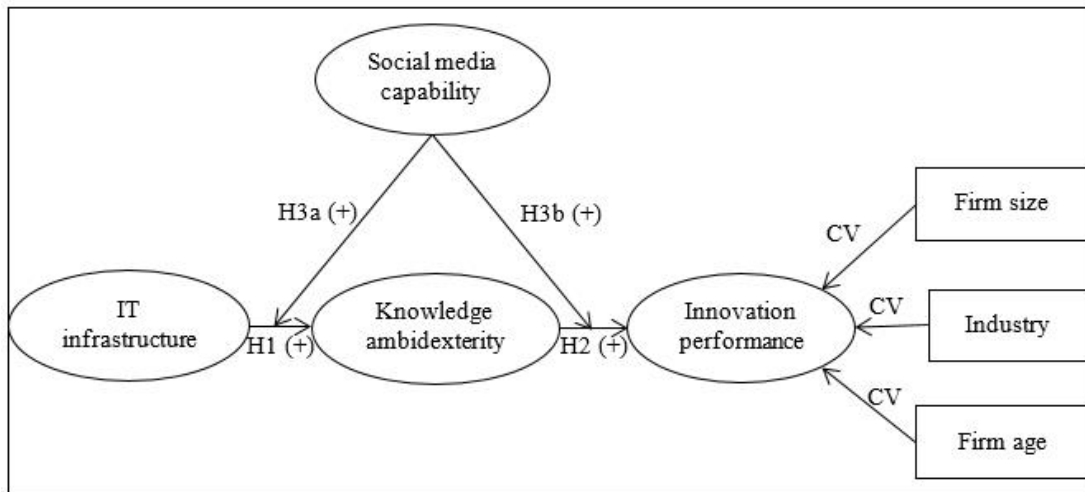 Social media
capability
H3a (+)
H3b (+)
Firm size
CV
IT
infrastructure
H1 (+)
Knowledge
ambidexterity
H2 (+)
Innovation
performance
CV
Industry
CV
Firm age